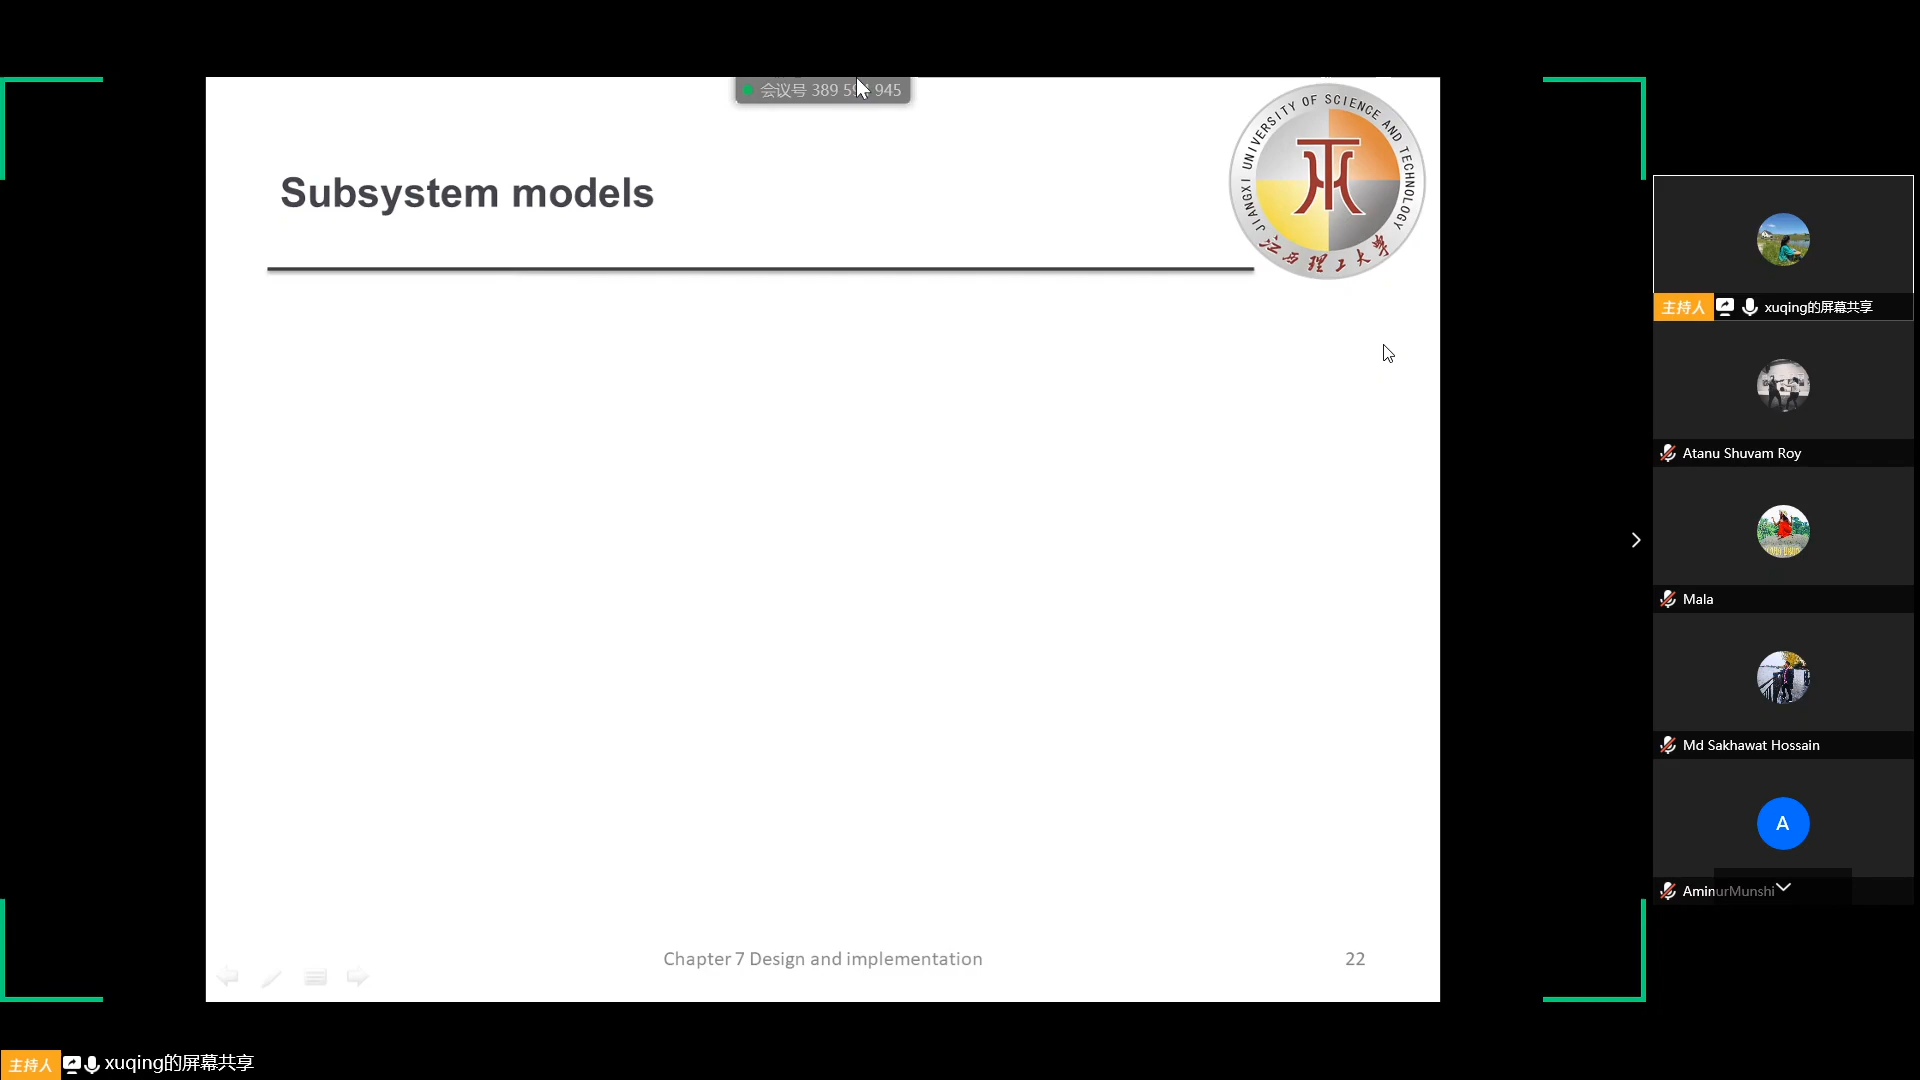 会议号 389 5 945
Subsystem models
JIANGXI UNIVERSITY OF SCIENCE AND TECHNOLOGY
江西理工大学
Chapter 7 Design and implementation
22
主持人 xuqing的屏幕共享
Atanu Shuvam Roy
Mala
Md Sakhawat Hossain
A
AminurMunshi
主持人 xuqing的屏幕共享